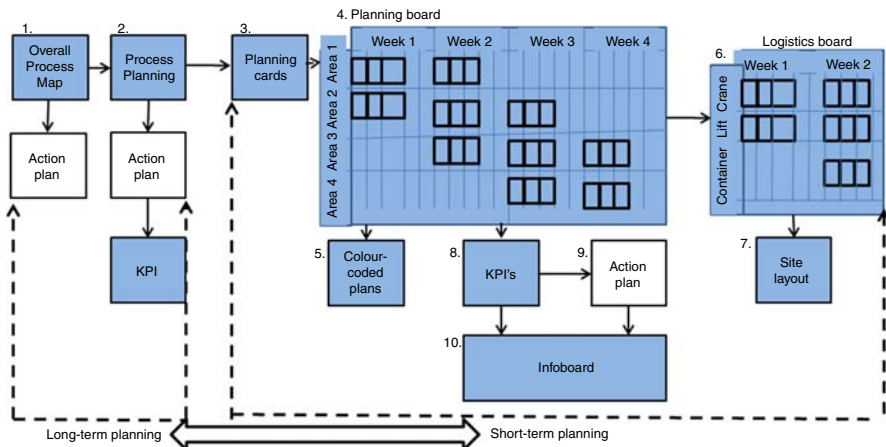 1.
Overall
Process
Map
Action
plan
2.
Process
Planning
Action
plan
KPI
3.
Planning
cards
4. Planning board
Week 1 Week 2 Week 3 Week 4
Area 1
Area 2
Area 3
Area 4
5.
Colour-
coded
plans
6.
Logistics board
Week 1 Week 2
Crane
Lift
Container
7.
Site
layout
8.
KPI's
9.
Action
plan
10.
Infoboard
Long-term planning
Short-term planning